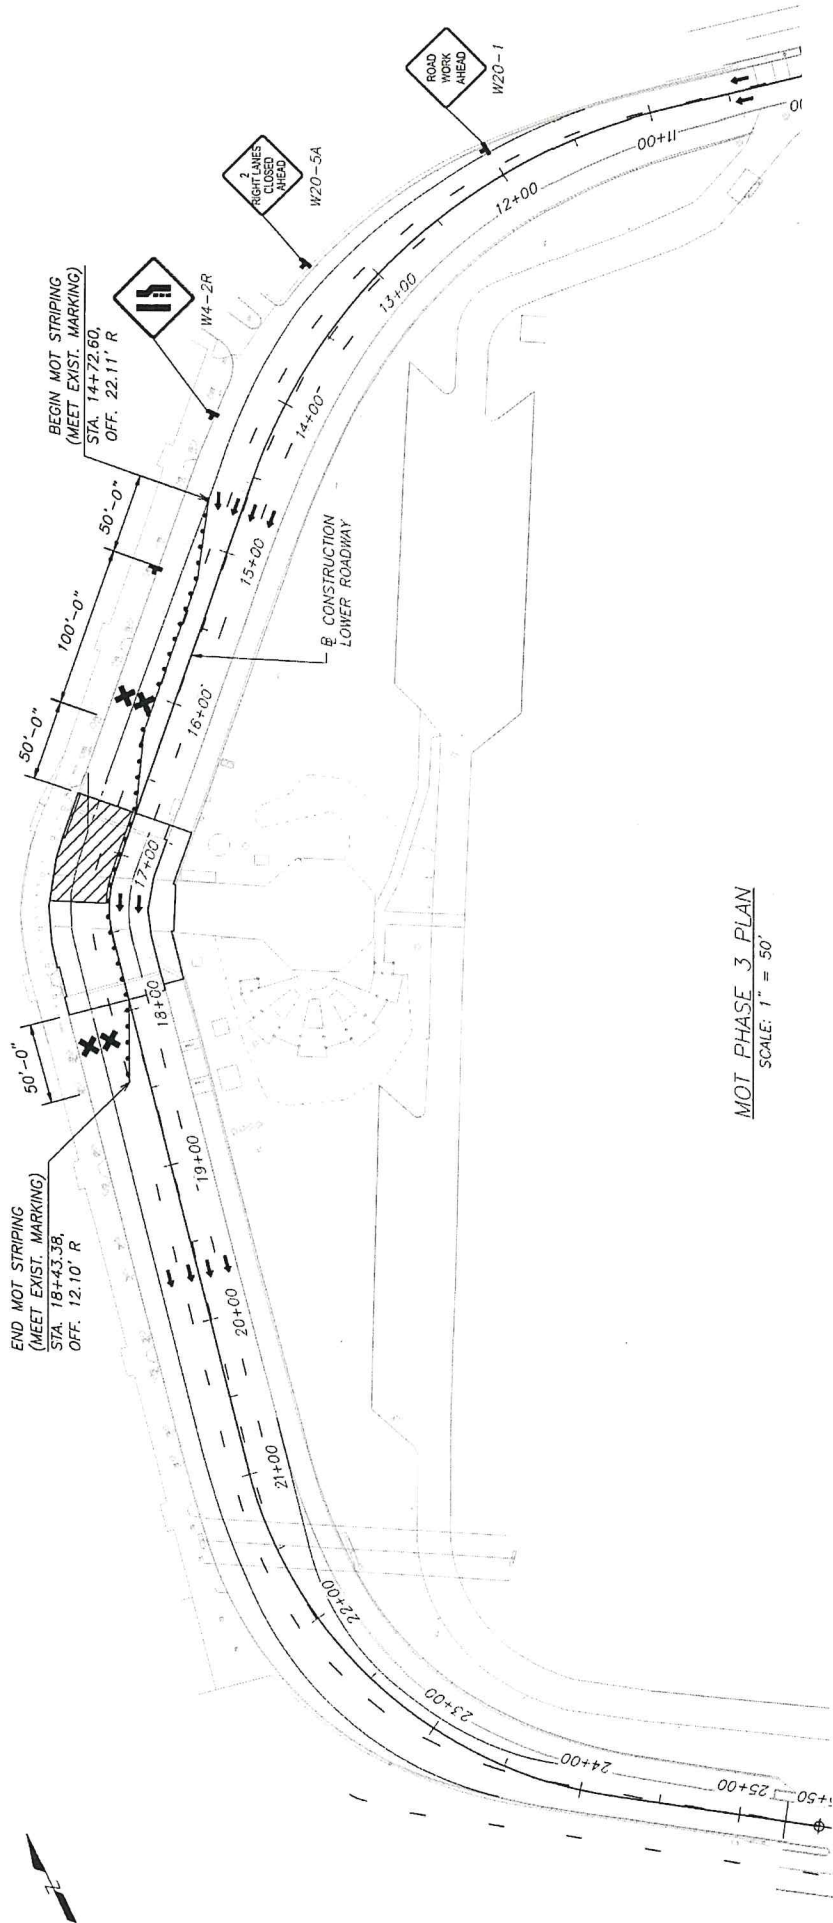 END MOT STRIPING
(MEET EXIST. MARKING)
STA. 18+43.38,
OFF. 12.10' R
50'-0"
50'-0"
100'-0"
50'-0"
BEGIN MOT STRIPING
(MEET EXIST. MARKING)
STA. 14+72.60,
OFF. 22.11' R
W4-2R
2
RIGHT LANES
CLOSED
AHEAD
W20-5A
ROAD
WORK
AHEAD
W20-1
℄ CONSTRUCTION
LOWER ROADWAY
00
11+00
12+00
13+00
14+00
15+00
16+00
17+00
18+00
19+00
20+00
21+00
22+00
23+00
24+00
25+00
5+50
N
MOT PHASE 3 PLAN
SCALE: 1" = 50'